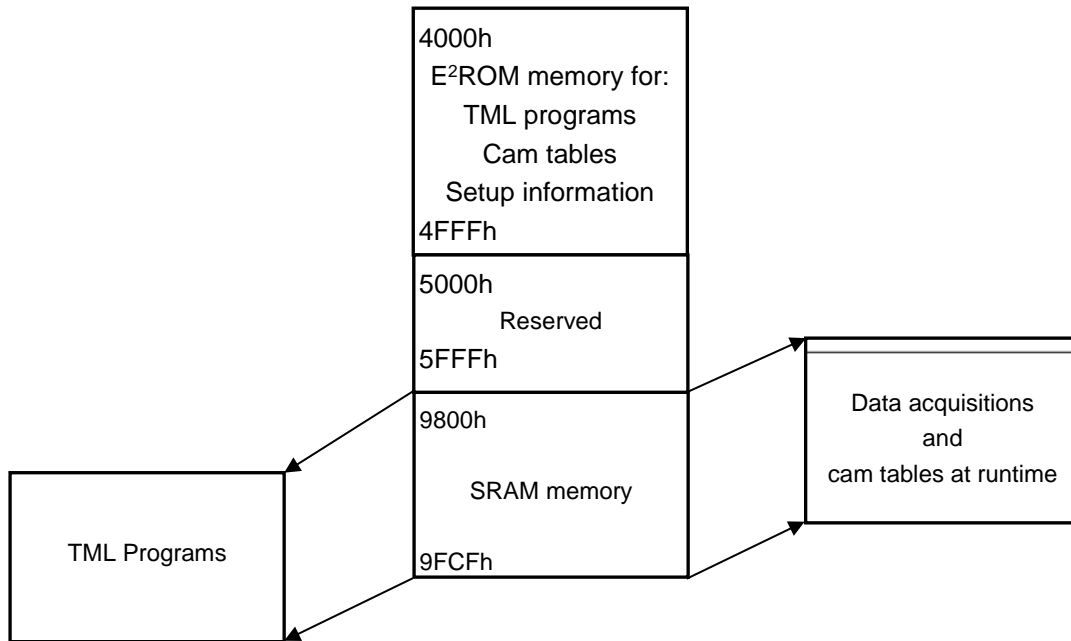 4000h
E²ROM memory for:
TML programs
Cam tables
Setup information
4FFFh
5000h
Reserved
5FFFh
9800h
SRAM memory
9FCFh
TML Programs
Data acquisitions
and
cam tables at runtime